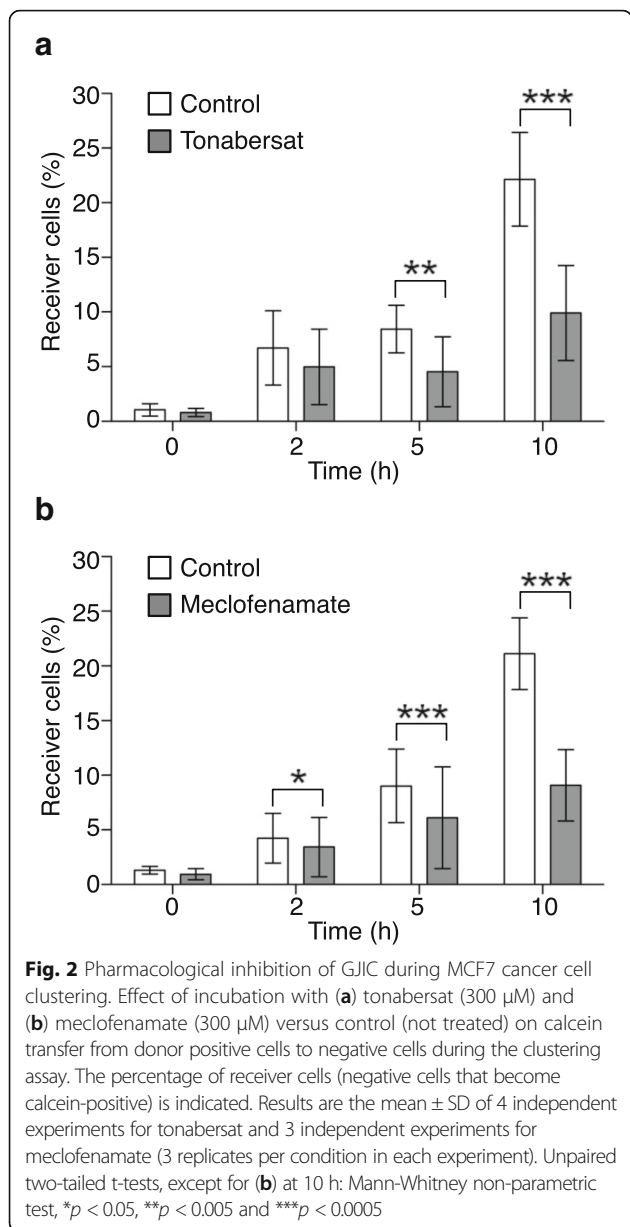 a
30
25
20
15
10
5
0
Receiver cells (%)
Control
Tonabersat
**
***
0 2 5 10
Time (h)
b
30
25
20
15
10
5
0
Receiver cells (%)
Control
Meclofenamate
*
***
***
0 2 5 10
Time (h)
Fig. 2 Pharmacological inhibition of GJIC during MCF7 cancer cell
clustering. Effect of incubation with (a) tonabersat (300 μM) and
(b) meclofenamate (300 μM) versus control (not treated) on calcein
transfer from donor positive cells to negative cells during the clustering
assay. The percentage of receiver cells (negative cells that become
calcein-positive) is indicated. Results are the mean ± SD of 4 independent
experiments for tonabersat and 3 independent experiments for
meclofenamate (3 replicates per condition in each experiment). Unpaired
two-tailed t-tests, except for (b) at 10 h: Mann-Whitney non-parametric
test, *p < 0.05, **p < 0.005 and ***p < 0.0005